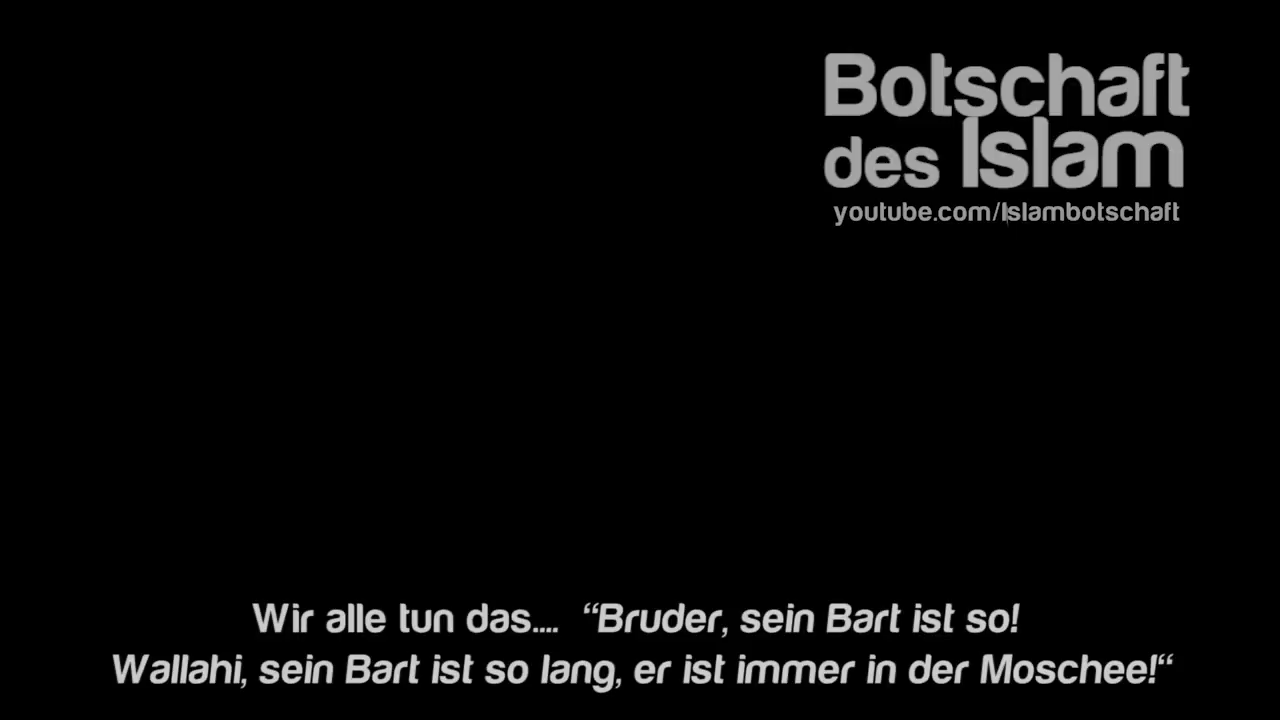 Botschaft
des Islam
youtube.com/Islambotschaft
Wir alle tun das.... “Bruder, sein Bart ist so!
Wallahi, sein Bart ist so lang, er ist immer in der Moschee!“